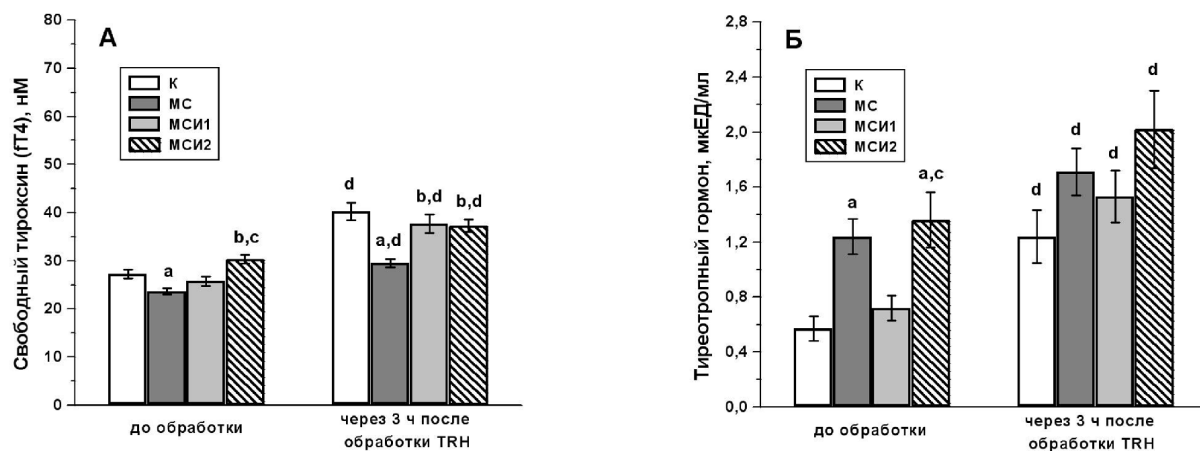 А
Свободный тироксин (fT4), нМ
80
70
60
50
40
30
20
10
0
К
МС
МСИ1
МСИ2
a
b,c
d
a,d
b,d
b,d
до обработки
через 3 ч после
обработки TRH
Б
Тиреотропный гормон, мкЕД/мл
2,8
2,4
2,0
1,6
1,2
0,8
0,4
0,0
К
МС
МСИ1
МСИ2
a
a,c
d
d
d
d
до обработки
через 3 ч после
обработки TRH